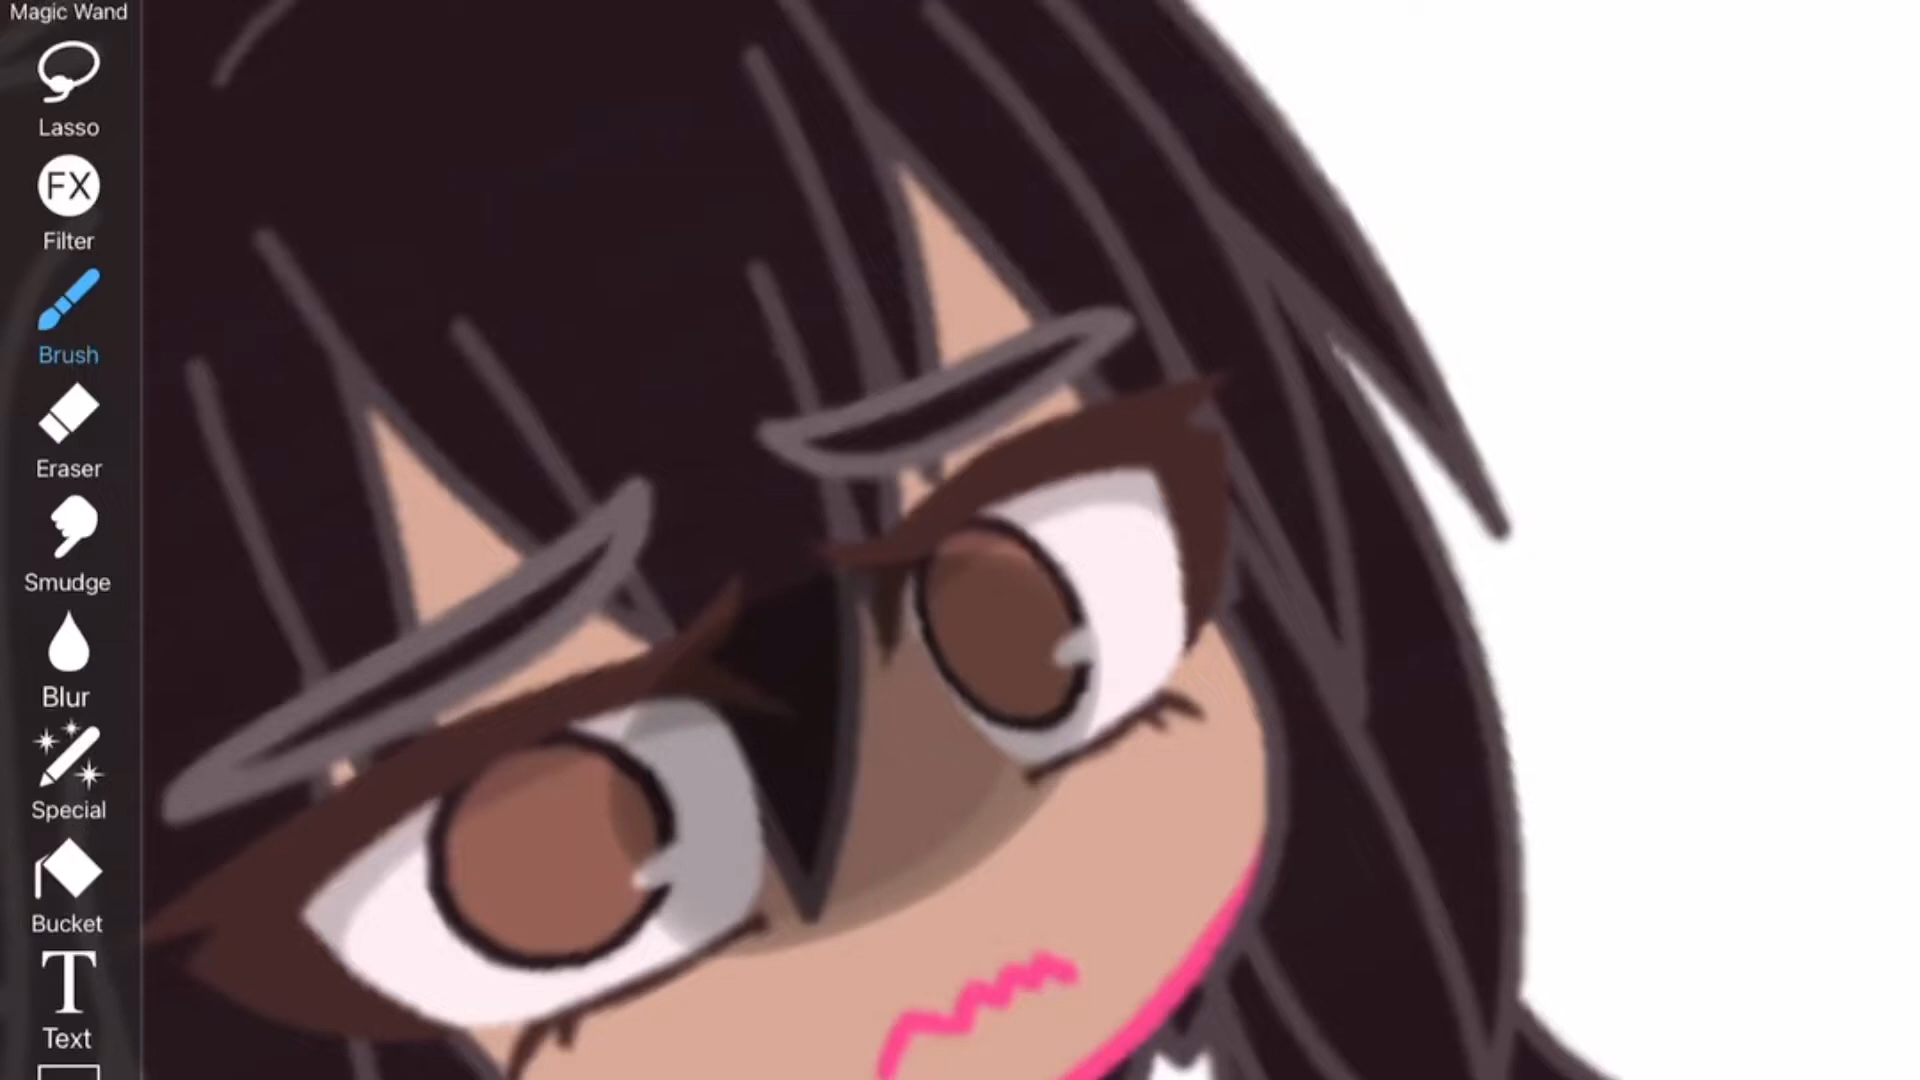 Magic Wand
Lasso
FX
Filter
Brush
Eraser
Smudge
Blur
Special
Bucket
T
Text